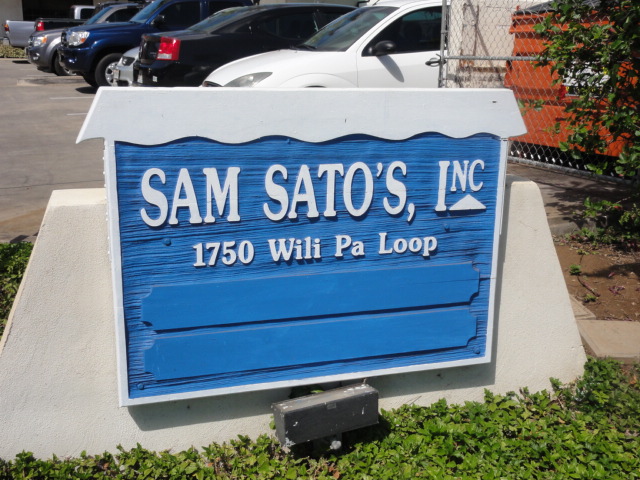 SAM SATO'S, INC
1750 Wili Pa Loop